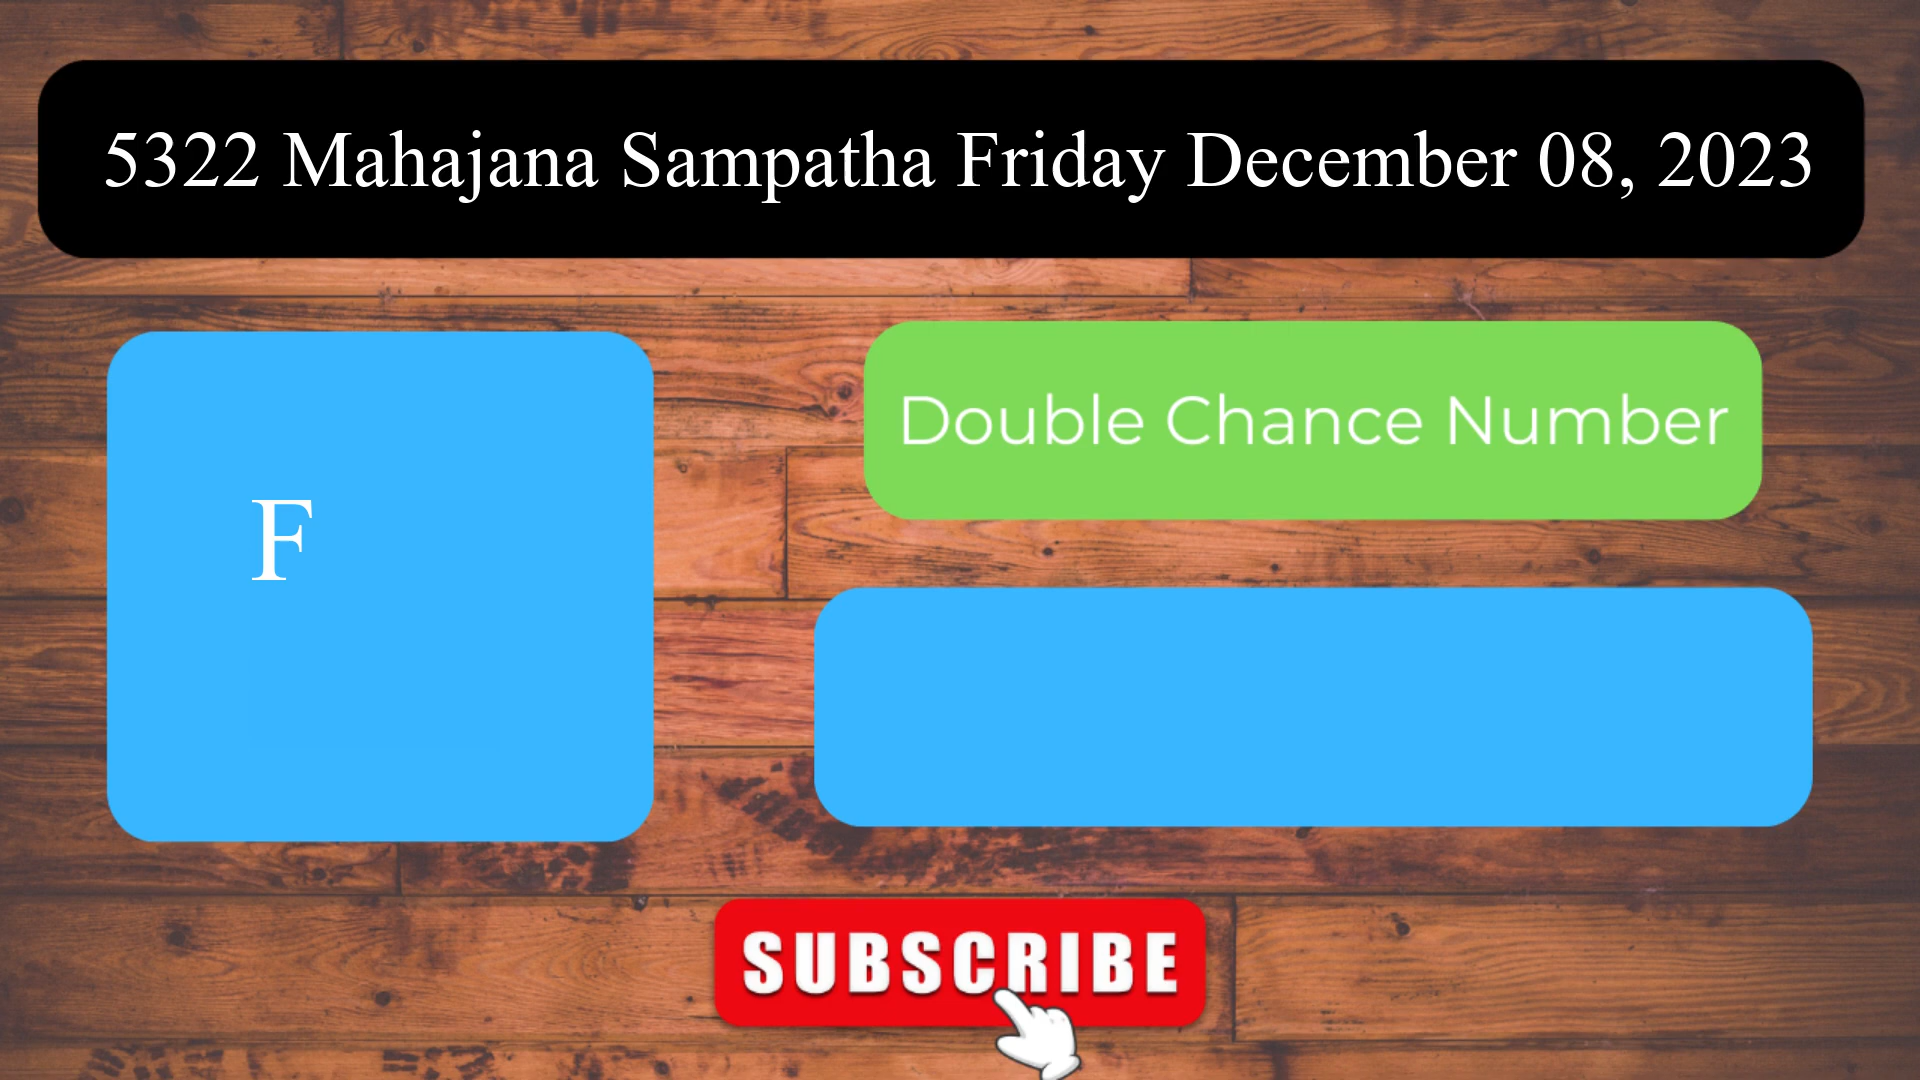 5322 Mahajana Sampatha Friday December 08, 2023
F
Double Chance Number
SUBSCRIBE